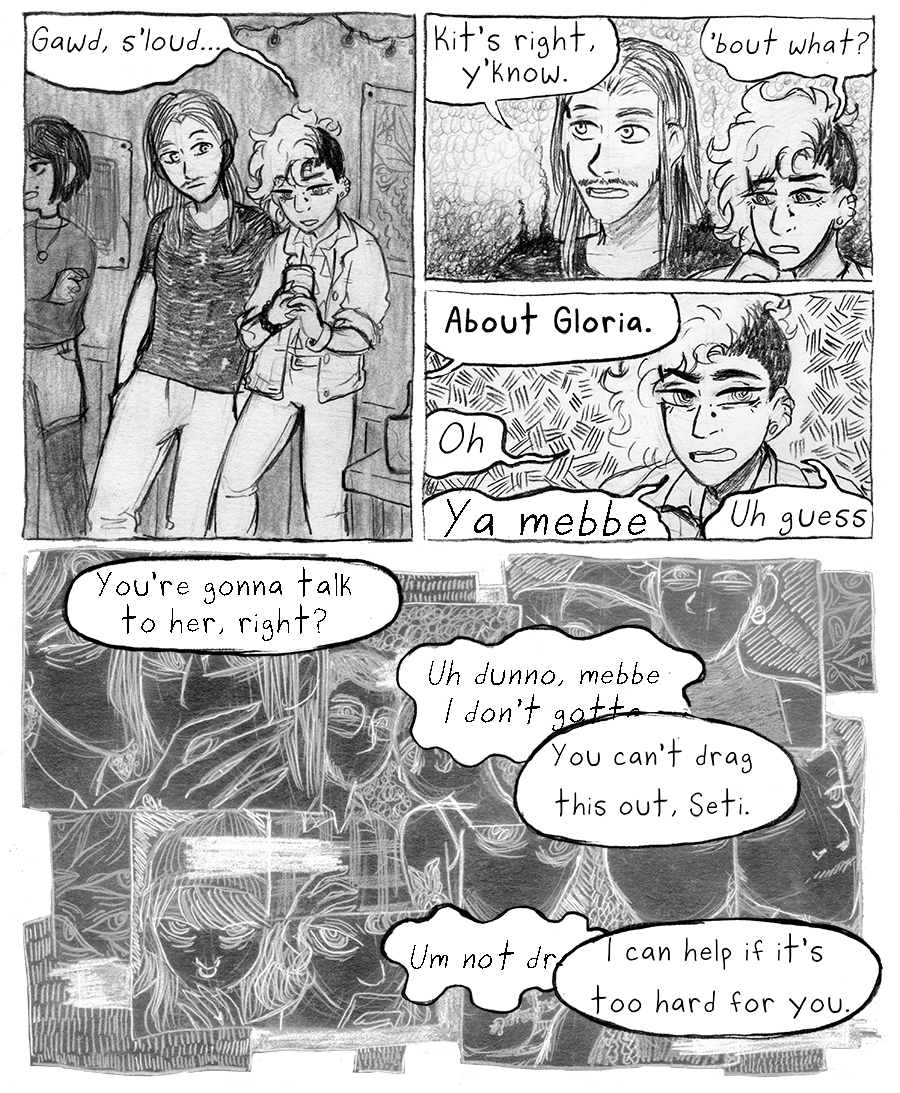 Gawd, s'loud...
Kit's right,
y'know.
'bout what?
About Gloria.
Oh
Ya mebbe
Uh guess
You're gonna talk
to her, right?
Uh dunno, mebbe
I don't gotta
You can't drag
this out, Seti.
Um not dr
I can help if it's
too hard for you.